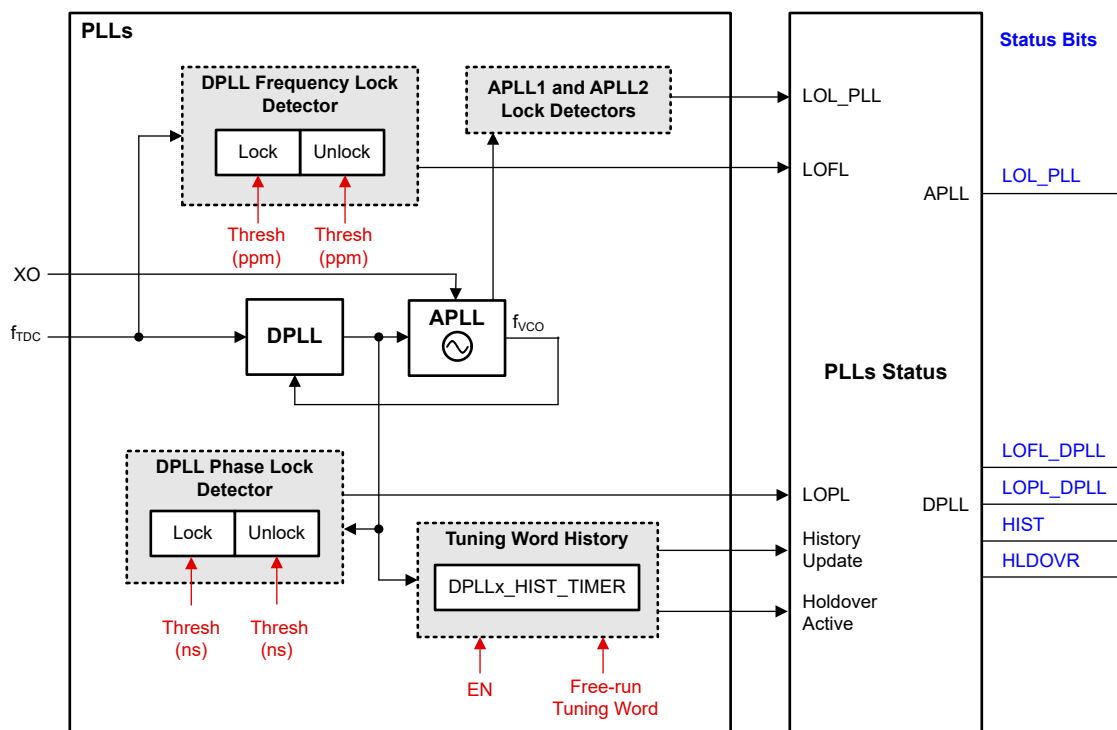 PLLs
DPLL Frequency Lock
Detector
Lock
Unlock
Thresh
(ppm)
Thresh
(ppm)
APLL1 and APLL2
Lock Detectors
XO
fTDC
DPLL
APLL
fVCO
DPLL Phase Lock
Detector
Lock
Unlock
Thresh
(ns)
Thresh
(ns)
Tuning Word History
DPLLx_HIST_TIMER
EN
Free-run
Tuning Word
LOL_PLL
LOFL
APLL
PLLs Status
LOPL
DPLL
History
Update
Holdover
Active
Status Bits
LOL_PLL
LOFL_DPLL
LOPL_DPLL
HIST
HLDOVR